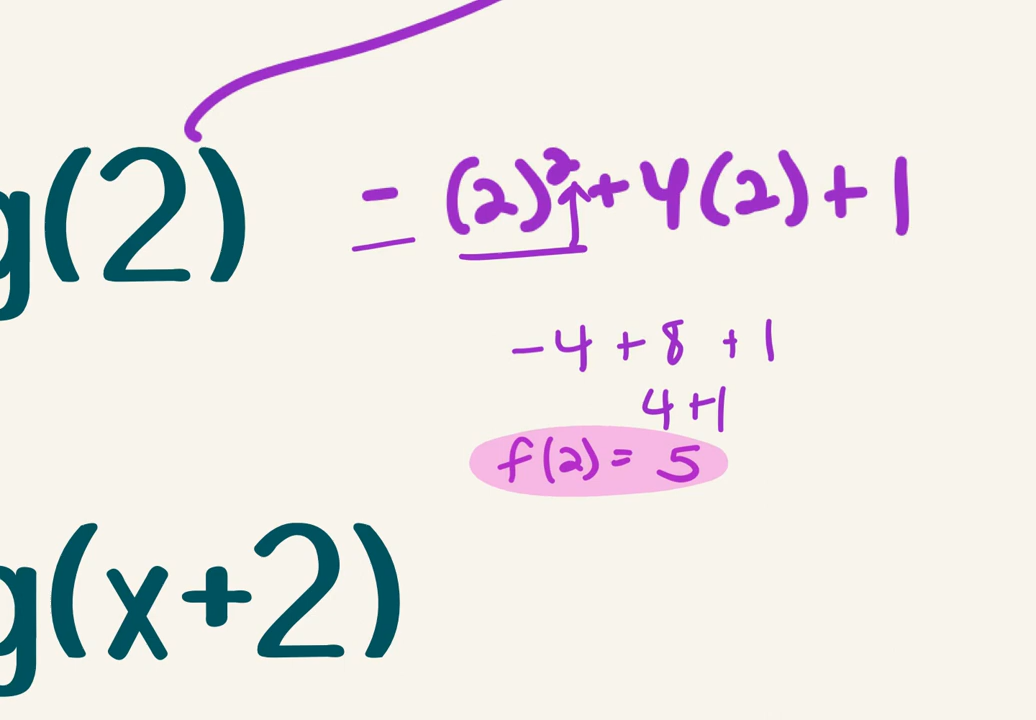 g(2) = (2)²+4(2)+1
-4+8+1
4+1
f(2)=5
g(x+2)